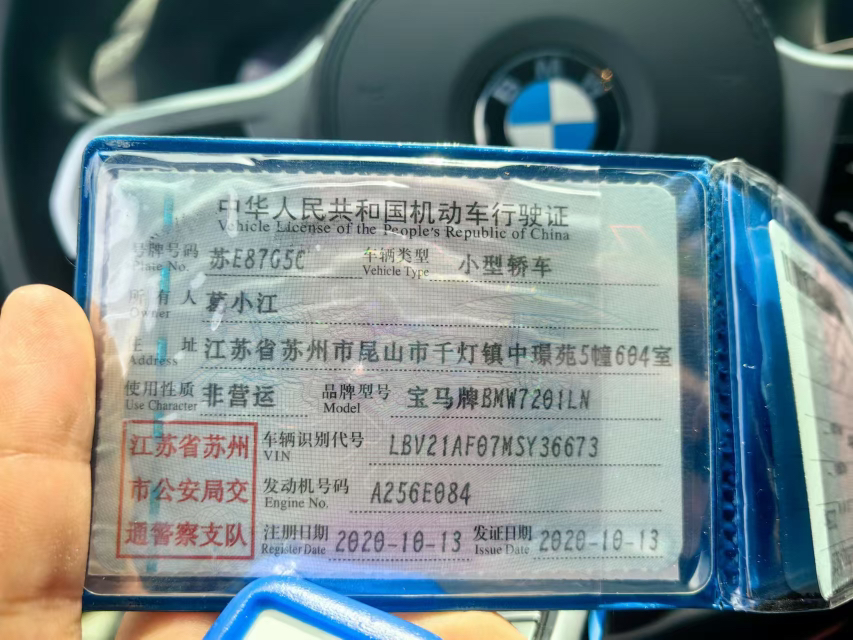 BMW
中华人民共和国机动车行驶证
Vehicle License of the People's Republic of China
号牌号码 苏E87G5C 车辆类型 小型轿车
Plate No. Vehicle Type
所有人 葛小江
Owner
住址 江苏省苏州市昆山市千灯镇中璟苑5幢604室
Address
使用性质 非营运 品牌型号 宝马牌BMW7201LN
Use Character Model
江苏省苏州 车辆识别代号 LBV21AF07MSY36673
VIN
市公安局交 发动机号码 A256E084
Engine No.
通警察支队 注册日期 2020-10-13 发证日期 2020-10-13
Register Date Issue Date